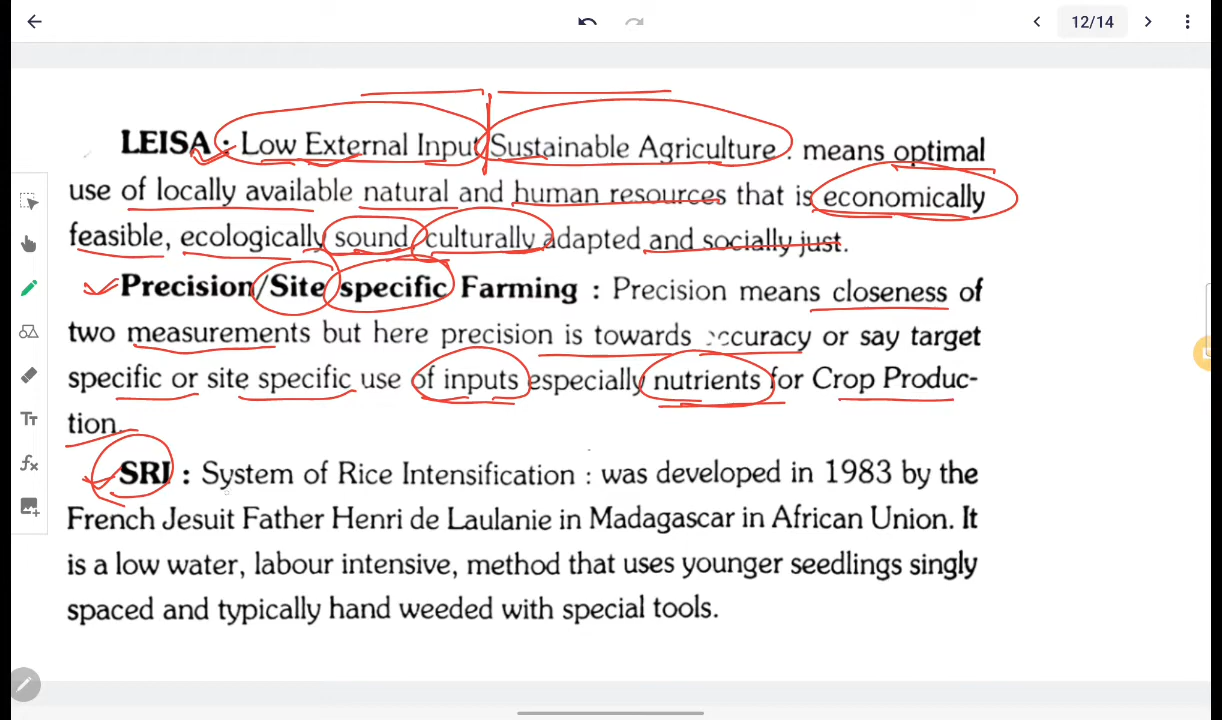 12/14
LEISA : Low External Input Sustainable Agriculture : means optimal
use of locally available natural and human resources that is economically
feasible, ecologically sound culturally adapted and socially just.
Precision/Site specific Farming : Precision means closeness of
two measurements but here precision is towards accuracy or say target
specific or site specific use of inputs especially nutrients for Crop Produc-
tion.
SRI : System of Rice Intensification : was developed in 1983 by the
French Jesuit Father Henri de Laulanie in Madagascar in African Union. It
is a low water, labour intensive, method that uses younger seedlings singly
spaced and typically hand weeded with special tools.
Tт
fx